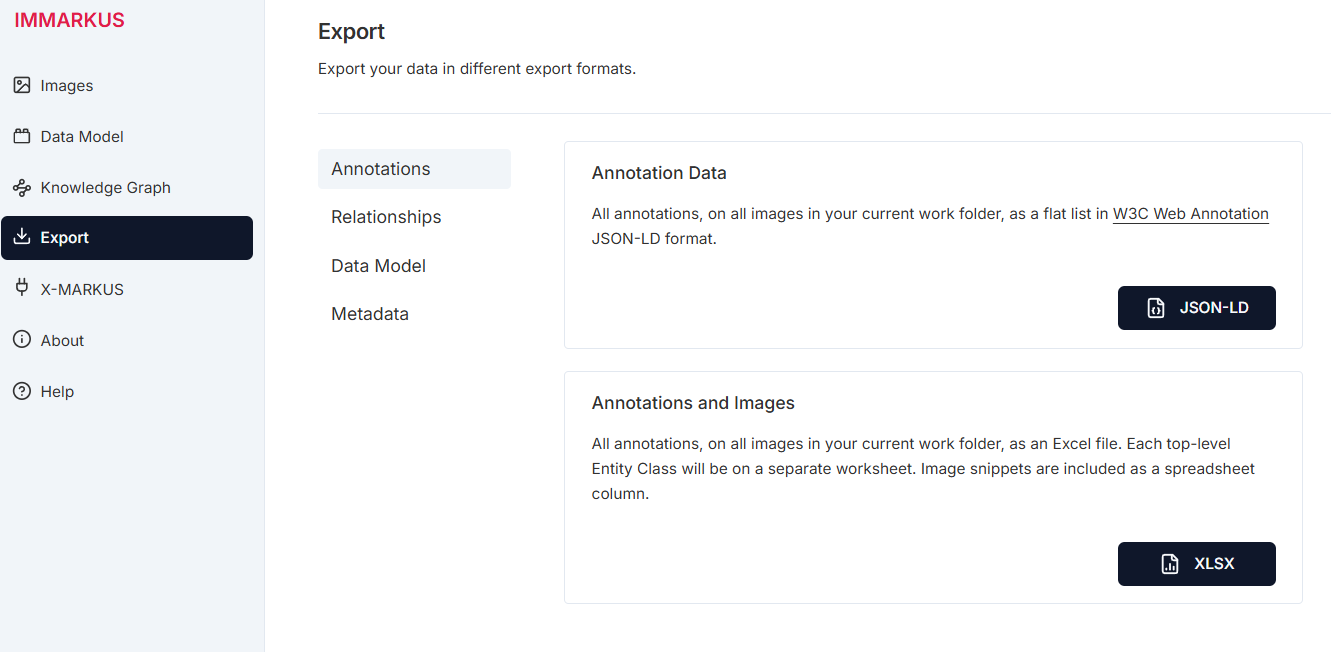 IMMARKUS
Images
Data Model
Knowledge Graph
Export
X-MARKUS
About
Help
Export
Export your data in different export formats.
Annotations
Relationships
Data Model
Metadata
Annotation Data
All annotations, on all images in your current work folder, as a flat list in W3C Web Annotation
JSON-LD format.
JSON-LD
Annotations and Images
All annotations, on all images in your current work folder, as an Excel file. Each top-level
Entity Class will be on a separate worksheet. Image snippets are included as a spreadsheet
column.
XLSX